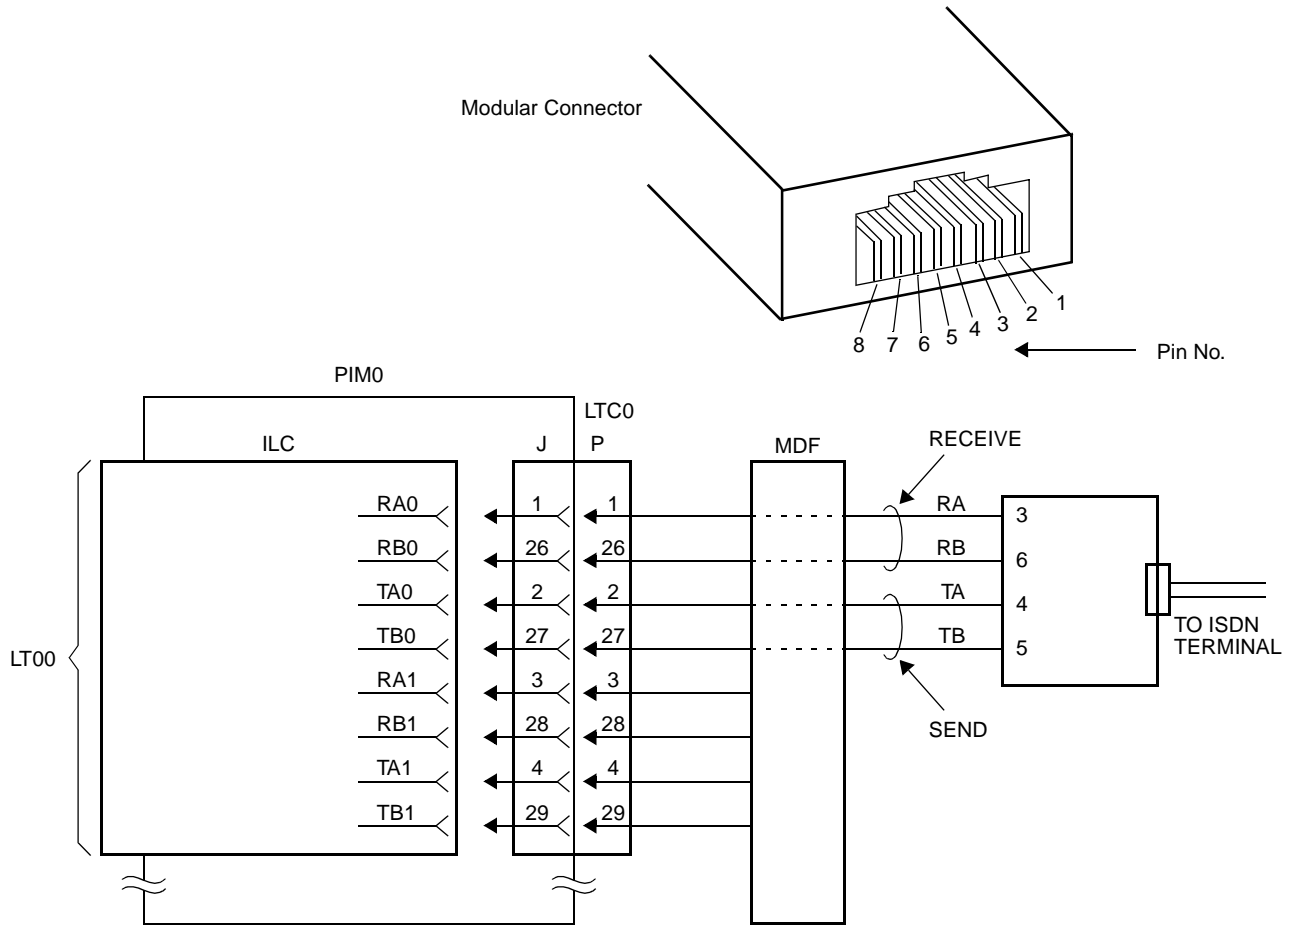 Modular Connector
8 7 6 5 4 3 2 1
Pin No.
PIM0
LTC0
ILC J P MDF RECEIVE
RA0 1 1 RA 3
RB0 26 26 RB 6
TA0 2 2 TA 4
TB0 27 27 TB 5
TO ISDN
TERMINAL
LT00
RA1 3 3
RB1 28 28
SEND
TA1 4 4
TB1 29 29